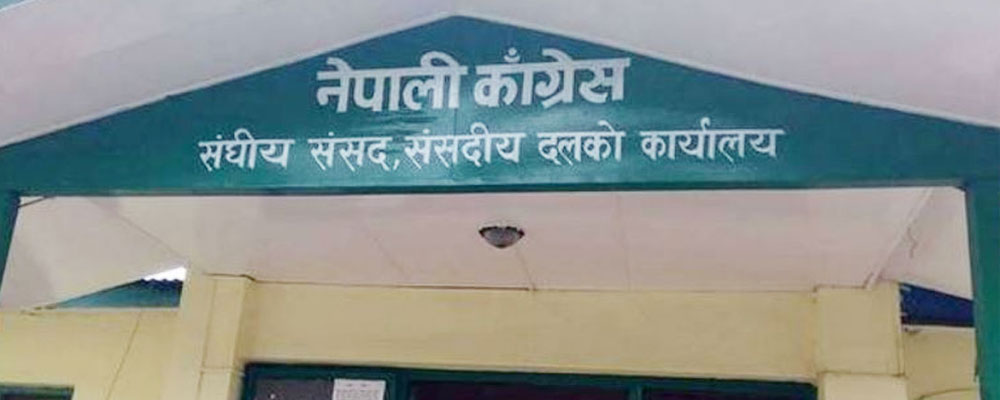 नेपाली काँग्रेस
संघीय संसद, संसदीय दलको कार्यालय